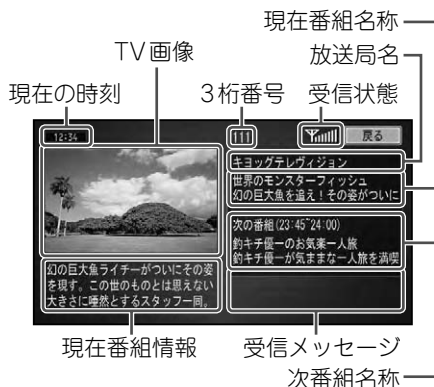 現在番組名称
放送局名
TV画像
現在の時刻
3桁番号
受信状態
12:34
111
戻る
キヨッグテレヴィジョン
世界のモンスターフィッシュ
幻の巨大魚を追え！その姿がついに
次の番組(23:45~24:00)
釣キチ優一のお気楽一人旅
釣キチ優一が気ままな一人旅を満喫
幻の巨大魚ライチーがついにその姿
を現す。この世のものとは思えない
大きさに唖然とするスタッフ一同。
現在番組情報
受信メッセージ
次番組名称